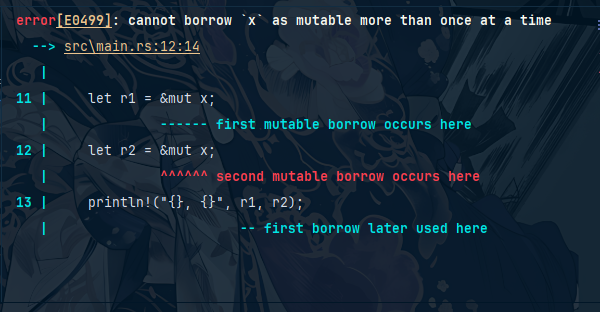 error[E0499]: cannot borrow `x` as mutable more than once at a time
  --> src\main.rs:12:14
   |
11 |     let r1 = &mut x;
   |              ------ first mutable borrow occurs here
12 |     let r2 = &mut x;
   |              ^^^^^^ second mutable borrow occurs here
13 |     println!("{}, {}", r1, r2);
   |                        -- first borrow later used here